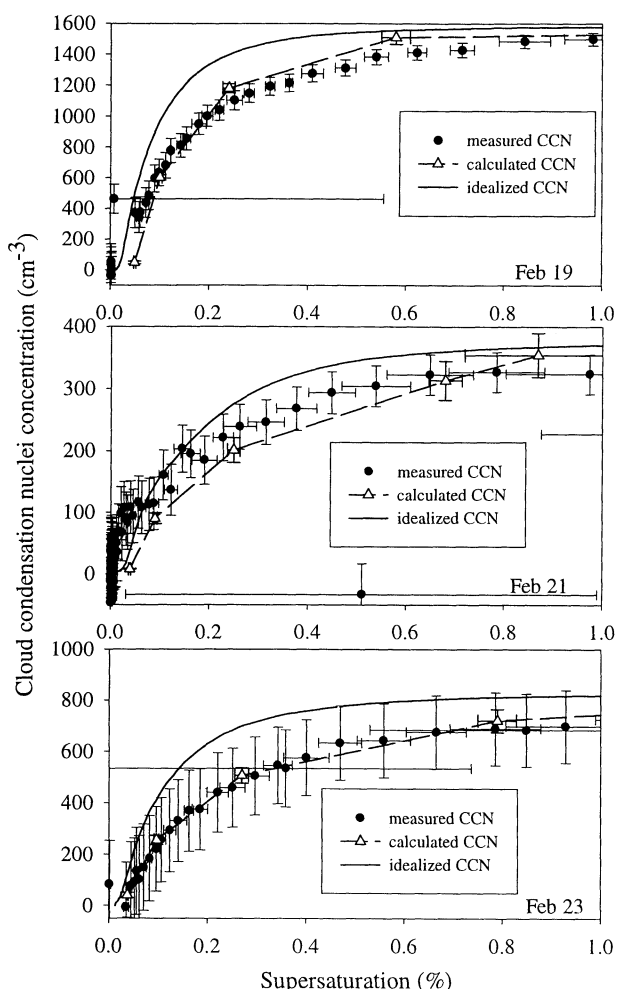 Cloud condensation nuclei concentration (cm-3)
1600
1400
1200
1000
800
600
400
200
0
measured CCN
calculated CCN
idealized CCN
Feb 19
0.0 0.2 0.4 0.6 0.8 1.0
400
300
200
100
0
measured CCN
calculated CCN
idealized CCN
Feb 21
0.0 0.2 0.4 0.6 0.8 1.0
1000
800
600
400
200
0
measured CCN
calculated CCN
idealized CCN
Feb 23
0.0 0.2 0.4 0.6 0.8 1.0
Supersaturation (%)